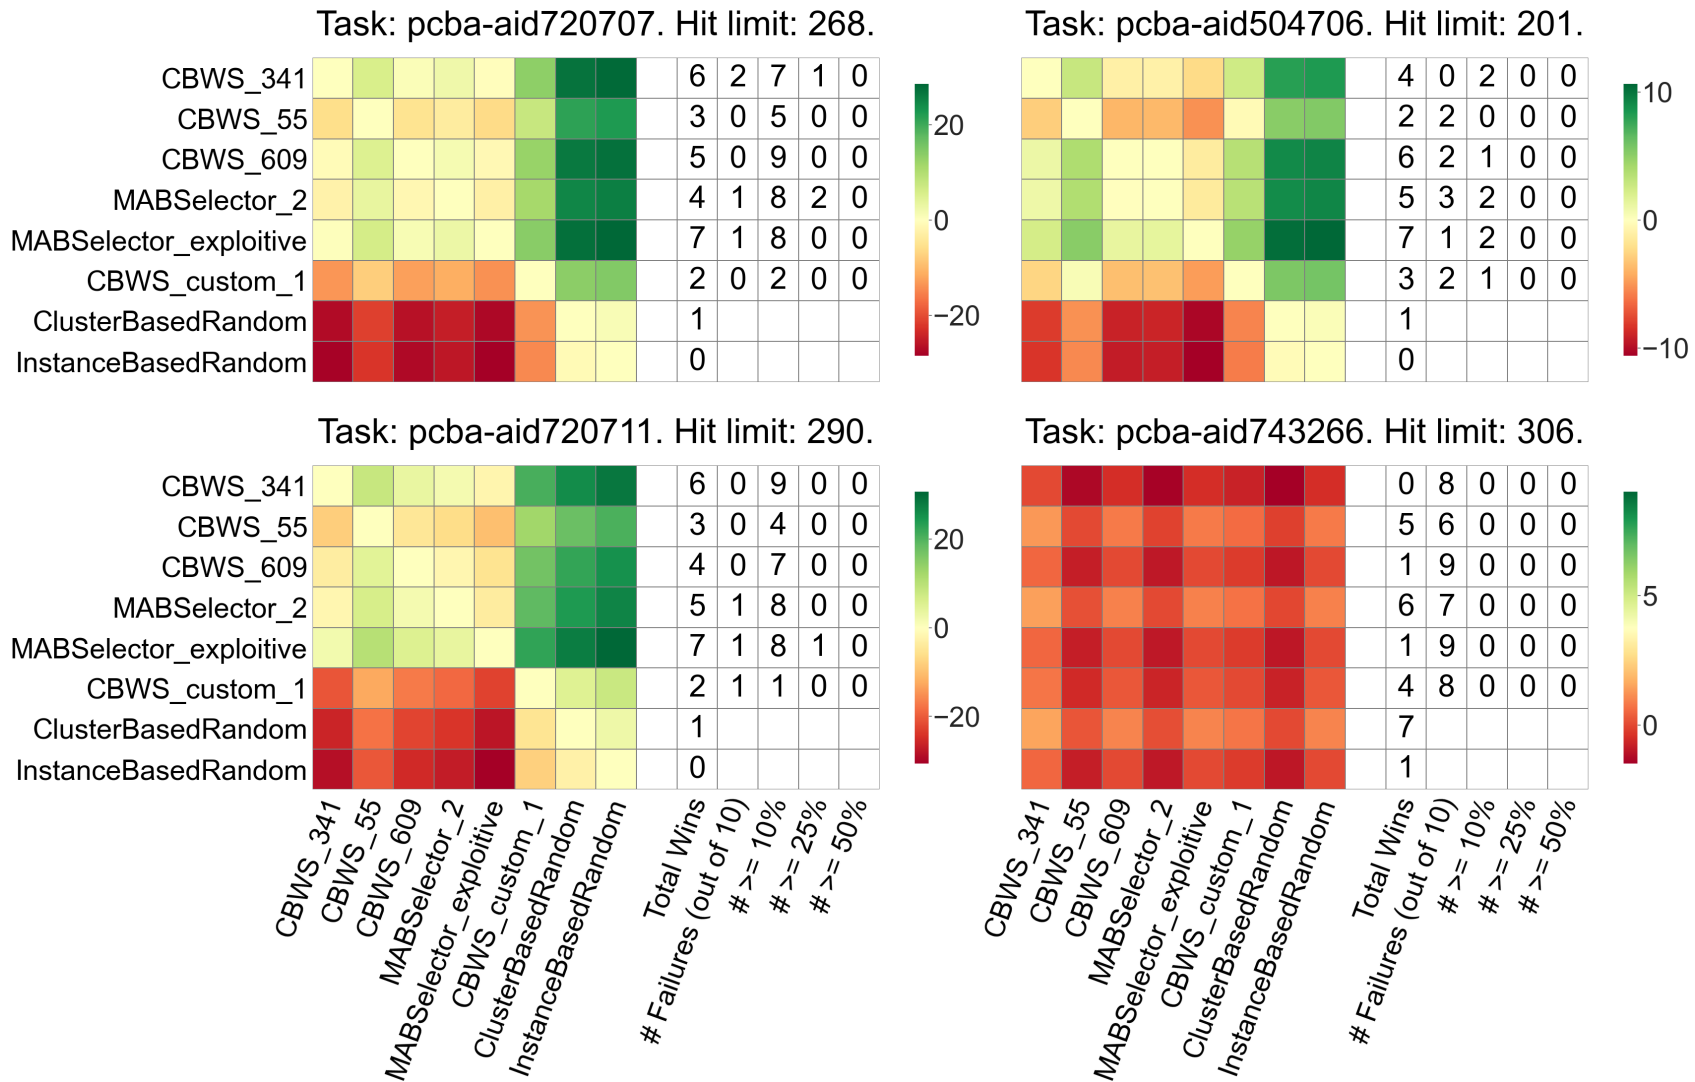 Task: pcba-aid720707. Hit limit: 268.
CBWS_341 6 2 7 1 0
CBWS_55 3 0 5 0 0
CBWS_609 5 0 9 0 0
MABSelector_2 4 1 8 2 0
MABSelector_exploitive 7 1 8 0 0
CBWS_custom_1 2 0 2 0 0
ClusterBasedRandom 1
InstanceBasedRandom 0
20
0
−20
Task: pcba-aid504706. Hit limit: 201.
4 0 2 0 0
2 2 0 0 0
6 2 1 0 0
5 3 2 0 0
7 1 2 0 0
3 2 1 0 0
1
0
10
5
0
−5
−10
Task: pcba-aid720711. Hit limit: 290.
CBWS_341 6 0 9 0 0
CBWS_55 3 0 4 0 0
CBWS_609 4 0 7 0 0
MABSelector_2 5 1 8 0 0
MABSelector_exploitive 7 1 8 1 0
CBWS_custom_1 2 1 1 0 0
ClusterBasedRandom 1
InstanceBasedRandom 0
20
0
−20
CBWS_341
CBWS_55
CBWS_609
MABSelector_2
MABSelector_exploitive
CBWS_custom_1
ClusterBasedRandom
InstanceBasedRandom
Total Wins
# Failures (out of 10)
# >= 10%
# >= 25%
# >= 50%
Task: pcba-aid743266. Hit limit: 306.
0 8 0 0 0
5 6 0 0 0
1 9 0 0 0
6 7 0 0 0
1 9 0 0 0
4 8 0 0 0
7
1
5
0
CBWS_341
CBWS_55
CBWS_609
MABSelector_2
MABSelector_exploitive
CBWS_custom_1
ClusterBasedRandom
InstanceBasedRandom
Total Wins
# Failures (out of 10)
# >= 10%
# >= 25%
# >= 50%